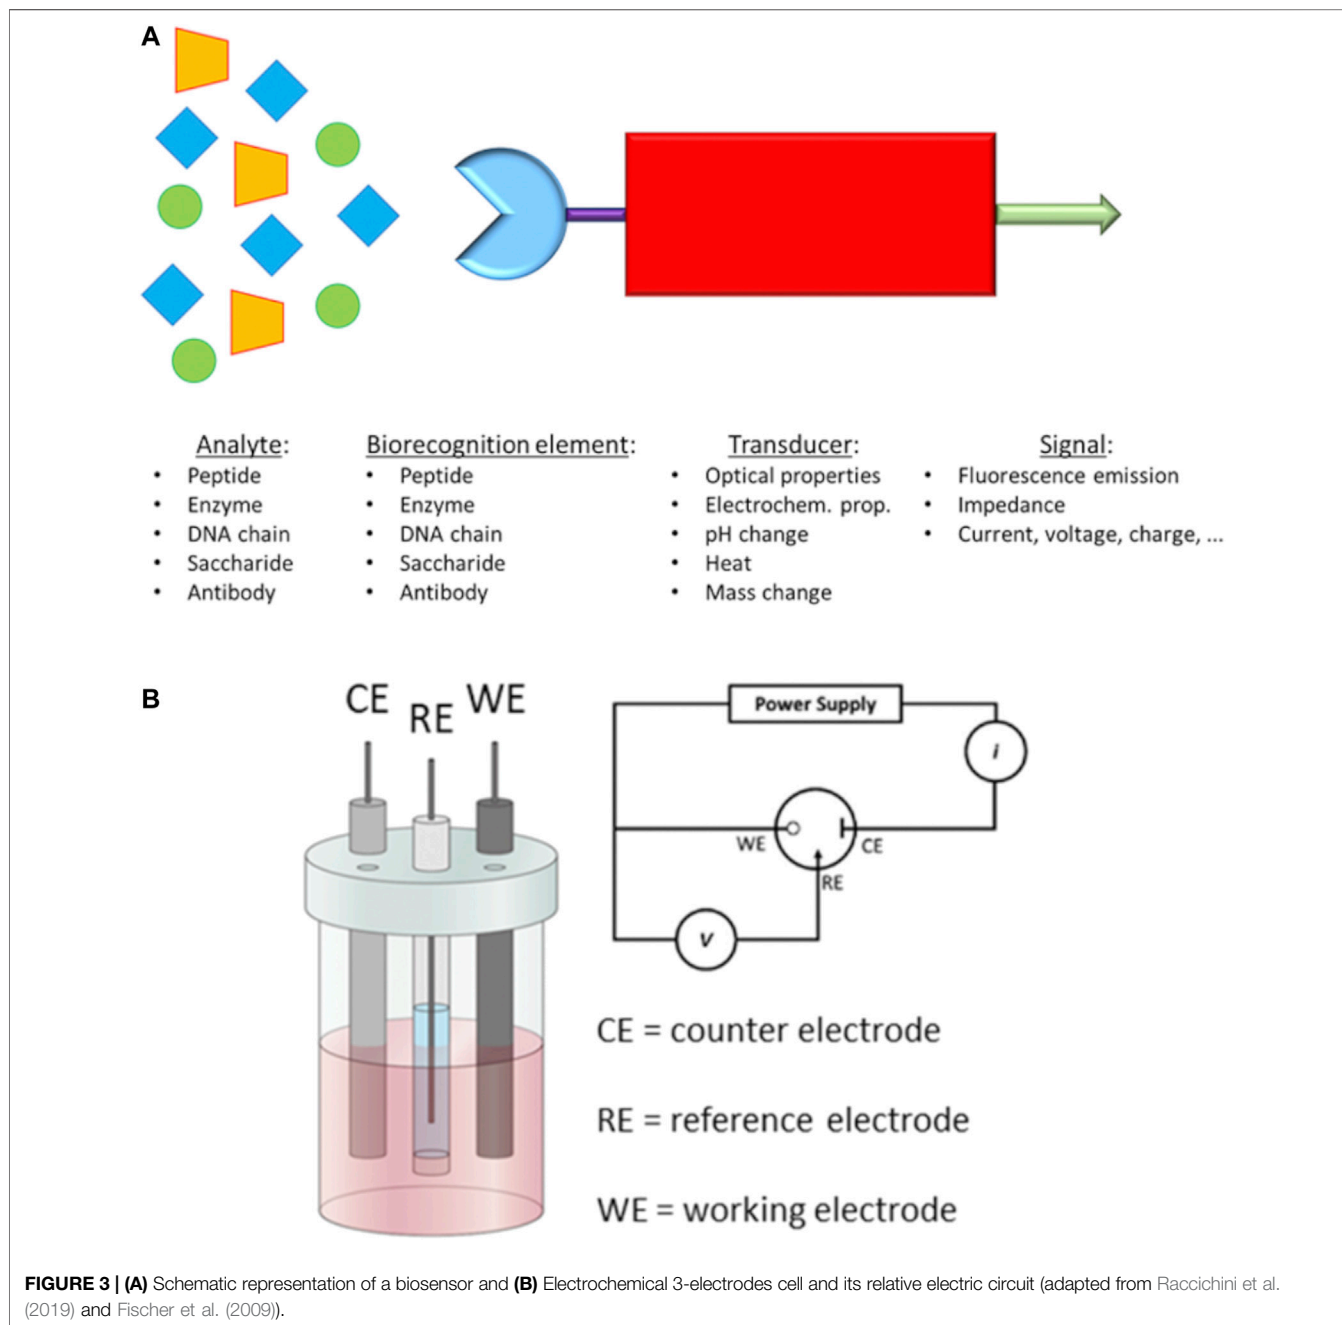 A
Analyte:
• Peptide
• Enzyme
• DNA chain
• Saccharide
• Antibody
Biorecognition element:
• Peptide
• Enzyme
• DNA chain
• Saccharide
• Antibody
Transducer:
• Optical properties
• Electrochem. prop.
• pH change
• Heat
• Mass change
Signal:
• Fluorescence emission
• Impedance
• Current, voltage, charge, ...
B
CE
RE
WE
Power Supply
i
WE
CE
RE
V
CE = counter electrode
RE = reference electrode
WE = working electrode
FIGURE 3 | (A) Schematic representation of a biosensor and (B) Electrochemical 3-electrodes cell and its relative electric circuit (adapted from Raccichini et al.
(2019) and Fischer et al. (2009)).